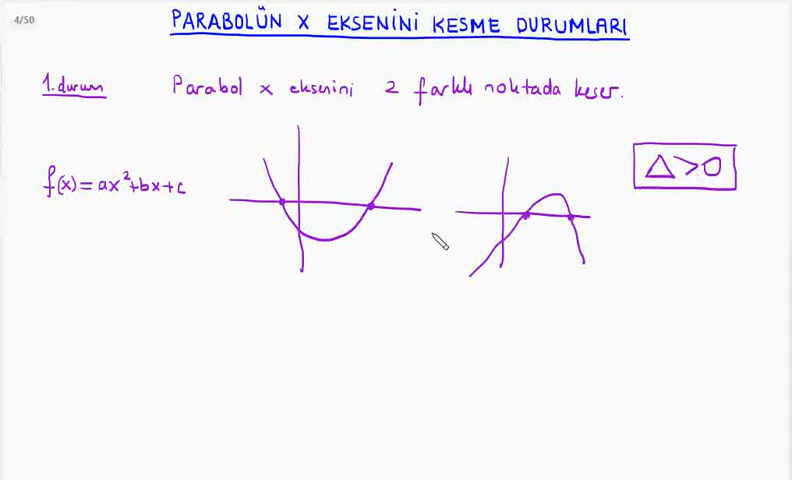 4/50
PARABOLÜN X EKSENİNİ KESME DURUMLARI
1.durum Parabol x eksenini 2 farklı noktada keser.
f(x)=ax²+bx+c
Δ>0